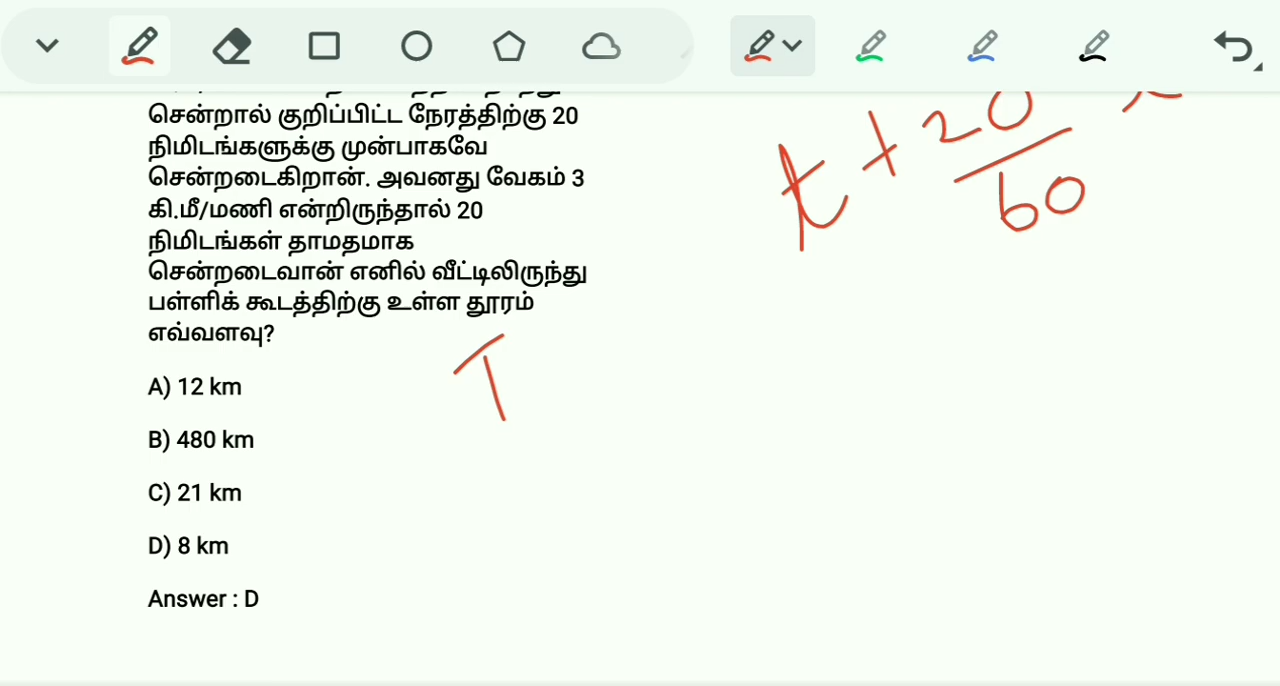 சென்றால் குறிப்பிட்ட நேரத்திற்கு 20
நிமிடங்களுக்கு முன்பாகவே
சென்றடைகிறான். அவனது வேகம் 3
கி.மீ/மணி என்றிருந்தால் 20
நிமிடங்கள் தாமதமாக
சென்றடைவான் எனில் வீட்டிலிருந்து
பள்ளிக் கூடத்திற்கு உள்ள தூரம்
எவ்வளவு?
A) 12 km
B) 480 km
C) 21 km
D) 8 km
Answer : D
t + 20
60
T